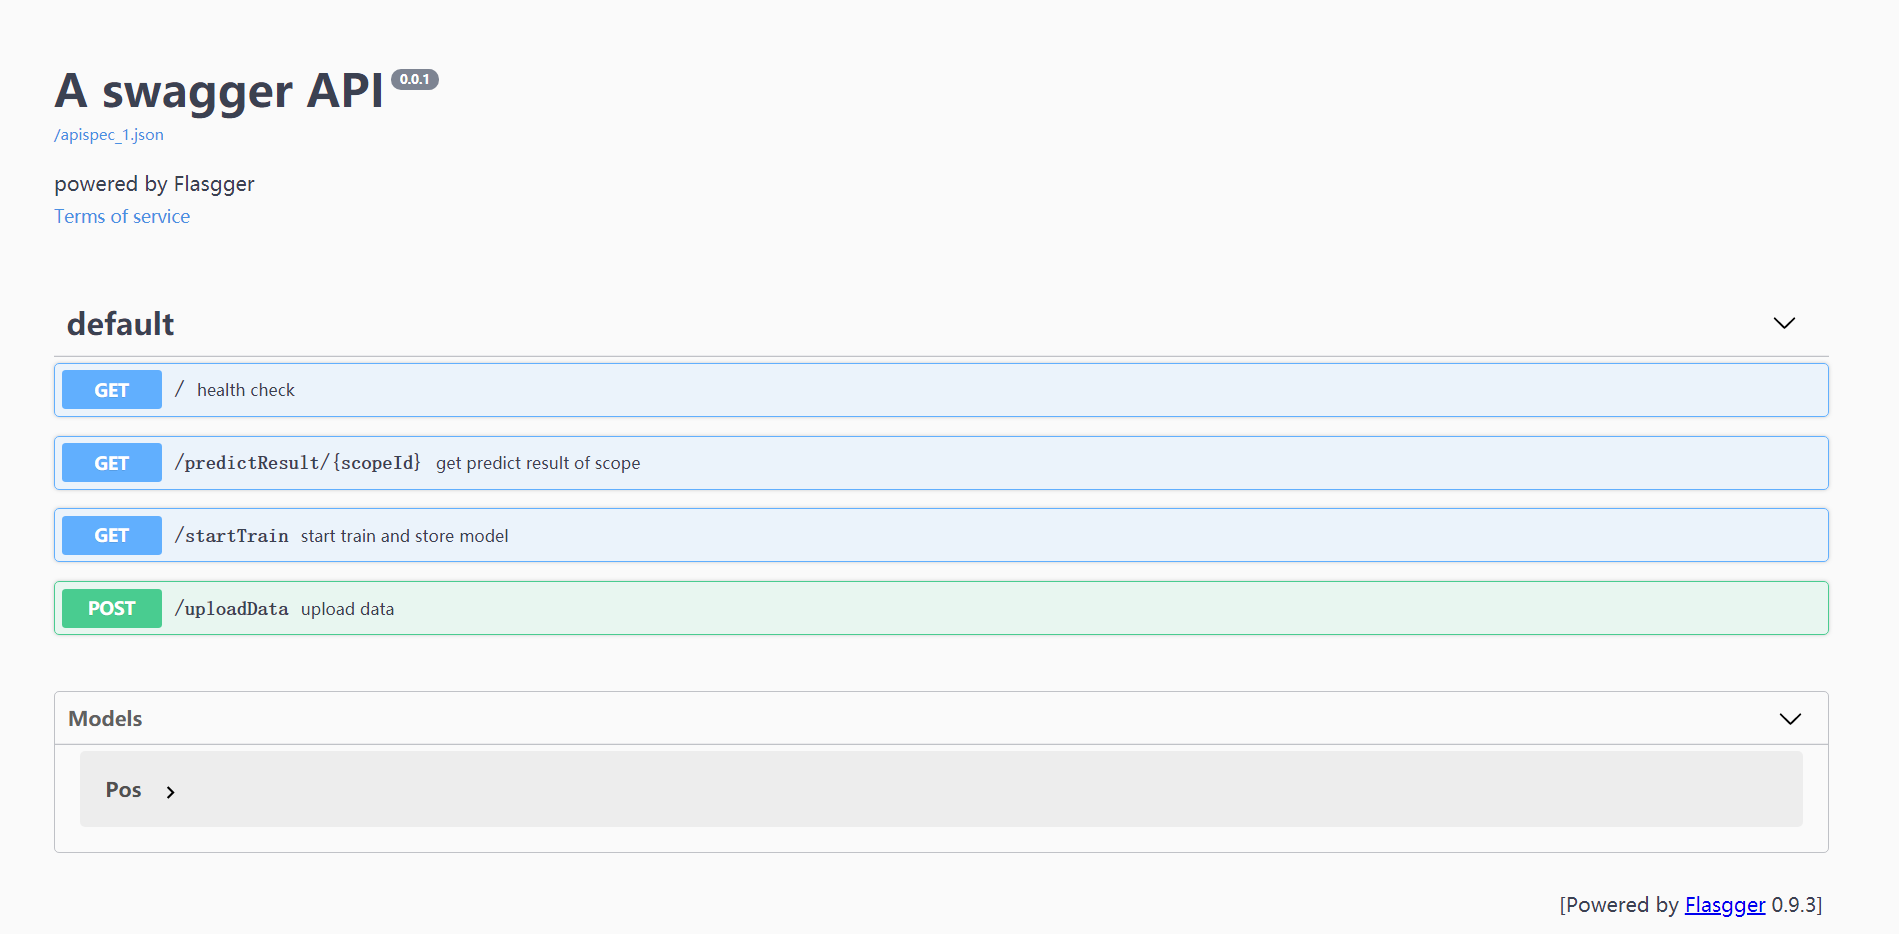 A swagger API 0.0.1
/apispec_1.json
powered by Flasgger
Terms of service
default
GET / health check
GET /predictResult/{scopeId} get predict result of scope
GET /startTrain start train and store model
POST /uploadData upload data
Models
Pos
[Powered by Flasgger 0.9.3]